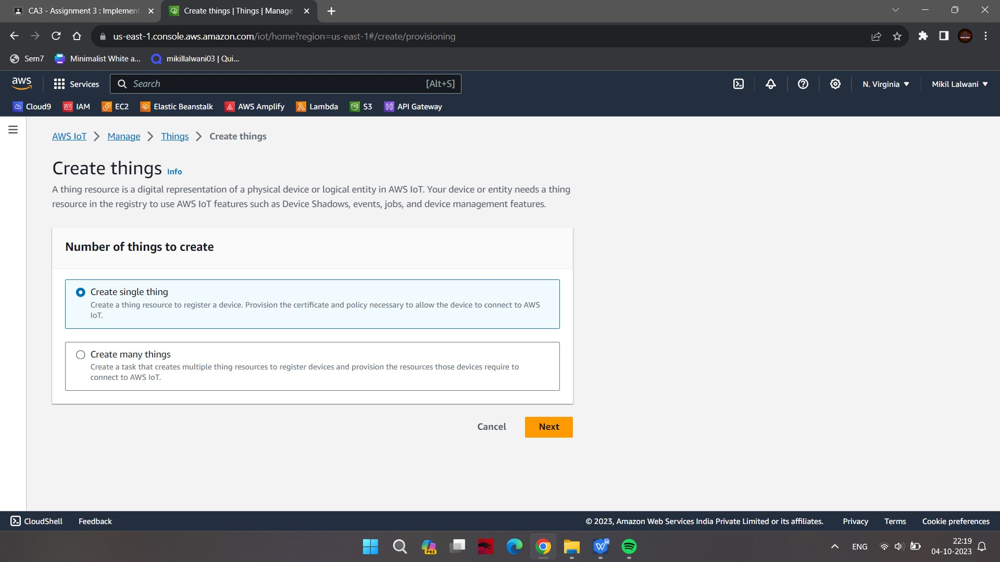 CA3 - Assignment 3 : Implement
Create things | Things | Manage
us-east-1.console.aws.amazon.com/iot/home?region=us-east-1#/create/provisioning
Sem7
Minimalist White a...
mikillalwani03 | Qui...
aws
Services
Search
[Alt+S]
N. Virginia
Mikil Lalwani
Cloud9
IAM
EC2
Elastic Beanstalk
AWS Amplify
Lambda
S3
API Gateway
AWS IoT
Manage
Things
Create things
Create things Info
A thing resource is a digital representation of a physical device or logical entity in AWS IoT. Your device or entity needs a thing
resource in the registry to use AWS IoT features such as Device Shadows, events, jobs, and device management features.
Number of things to create
Create single thing
Create a thing resource to register a device. Provision the certificate and policy necessary to allow the device to connect to AWS
IoT.
Create many things
Create a task that creates multiple thing resources to register devices and provision the resources those devices require to
connect to AWS IoT.
Cancel
Next
CloudShell
Feedback
© 2023, Amazon Web Services India Private Limited or its affiliates.
Privacy
Terms
Cookie preferences
PRE
W
ENG
22:19
04-10-2023